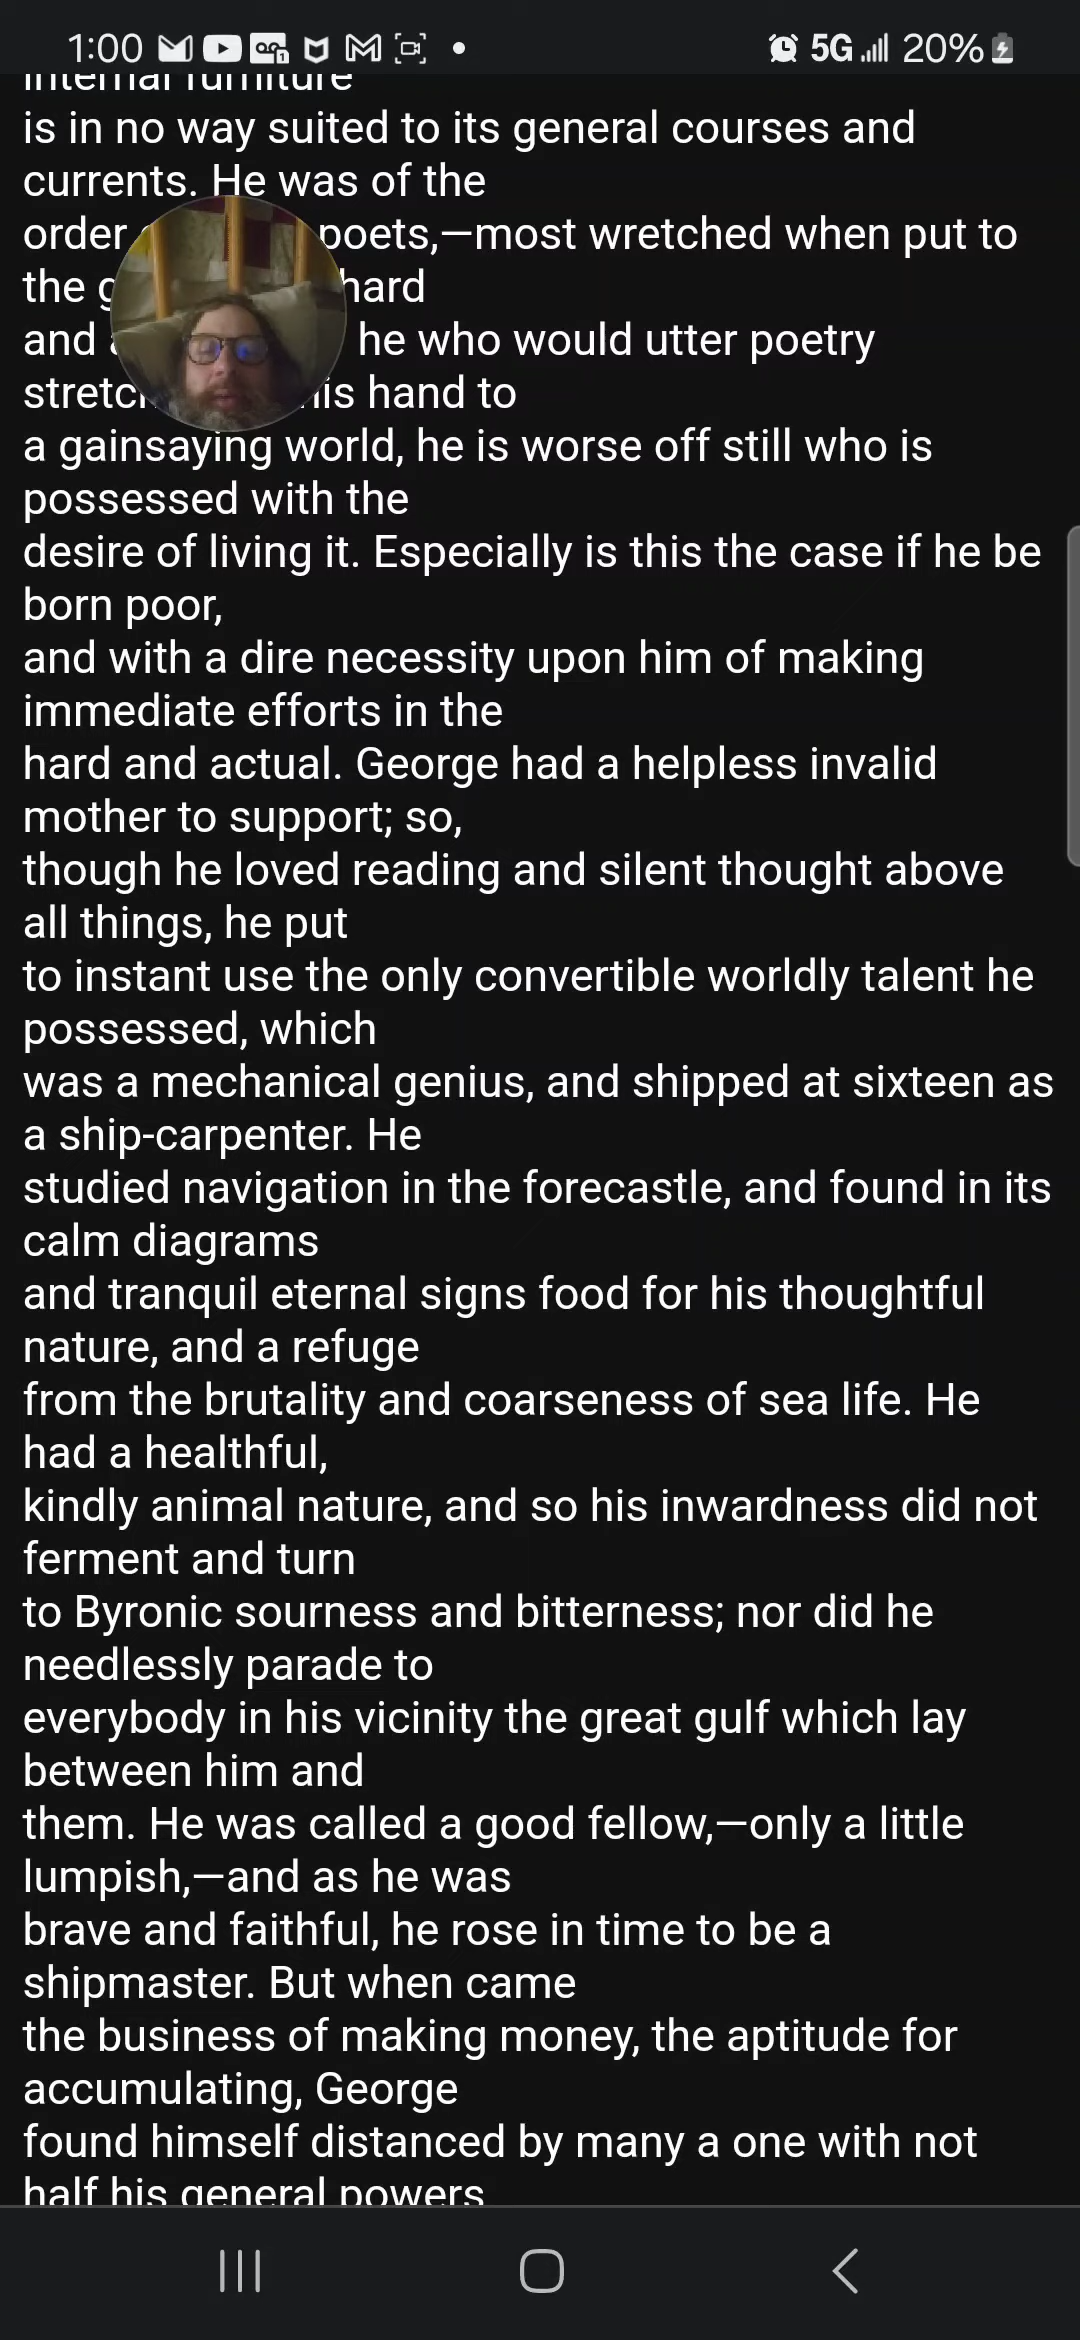 1:00 5G 20%
internal furniture
is in no way suited to its general courses and
currents. He was of the
order poets,—most wretched when put to
the hard
and he who would utter poetry
his hand to
a gainsaying world, he is worse off still who is
possessed with the
desire of living it. Especially is this the case if he be
born poor,
and with a dire necessity upon him of making
immediate efforts in the
hard and actual. George had a helpless invalid
mother to support; so,
though he loved reading and silent thought above
all things, he put
to instant use the only convertible worldly talent he
possessed, which
was a mechanical genius, and shipped at sixteen as
a ship-carpenter. He
studied navigation in the forecastle, and found in its
calm diagrams
and tranquil eternal signs food for his thoughtful
nature, and a refuge
from the brutality and coarseness of sea life. He
had a healthful,
kindly animal nature, and so his inwardness did not
ferment and turn
to Byronic sourness and bitterness; nor did he
needlessly parade to
everybody in his vicinity the great gulf which lay
between him and
them. He was called a good fellow,—only a little
lumpish,—and as he was
brave and faithful, he rose in time to be a
shipmaster. But when came
the business of making money, the aptitude for
accumulating, George
found himself distanced by many a one with not
half his general powers